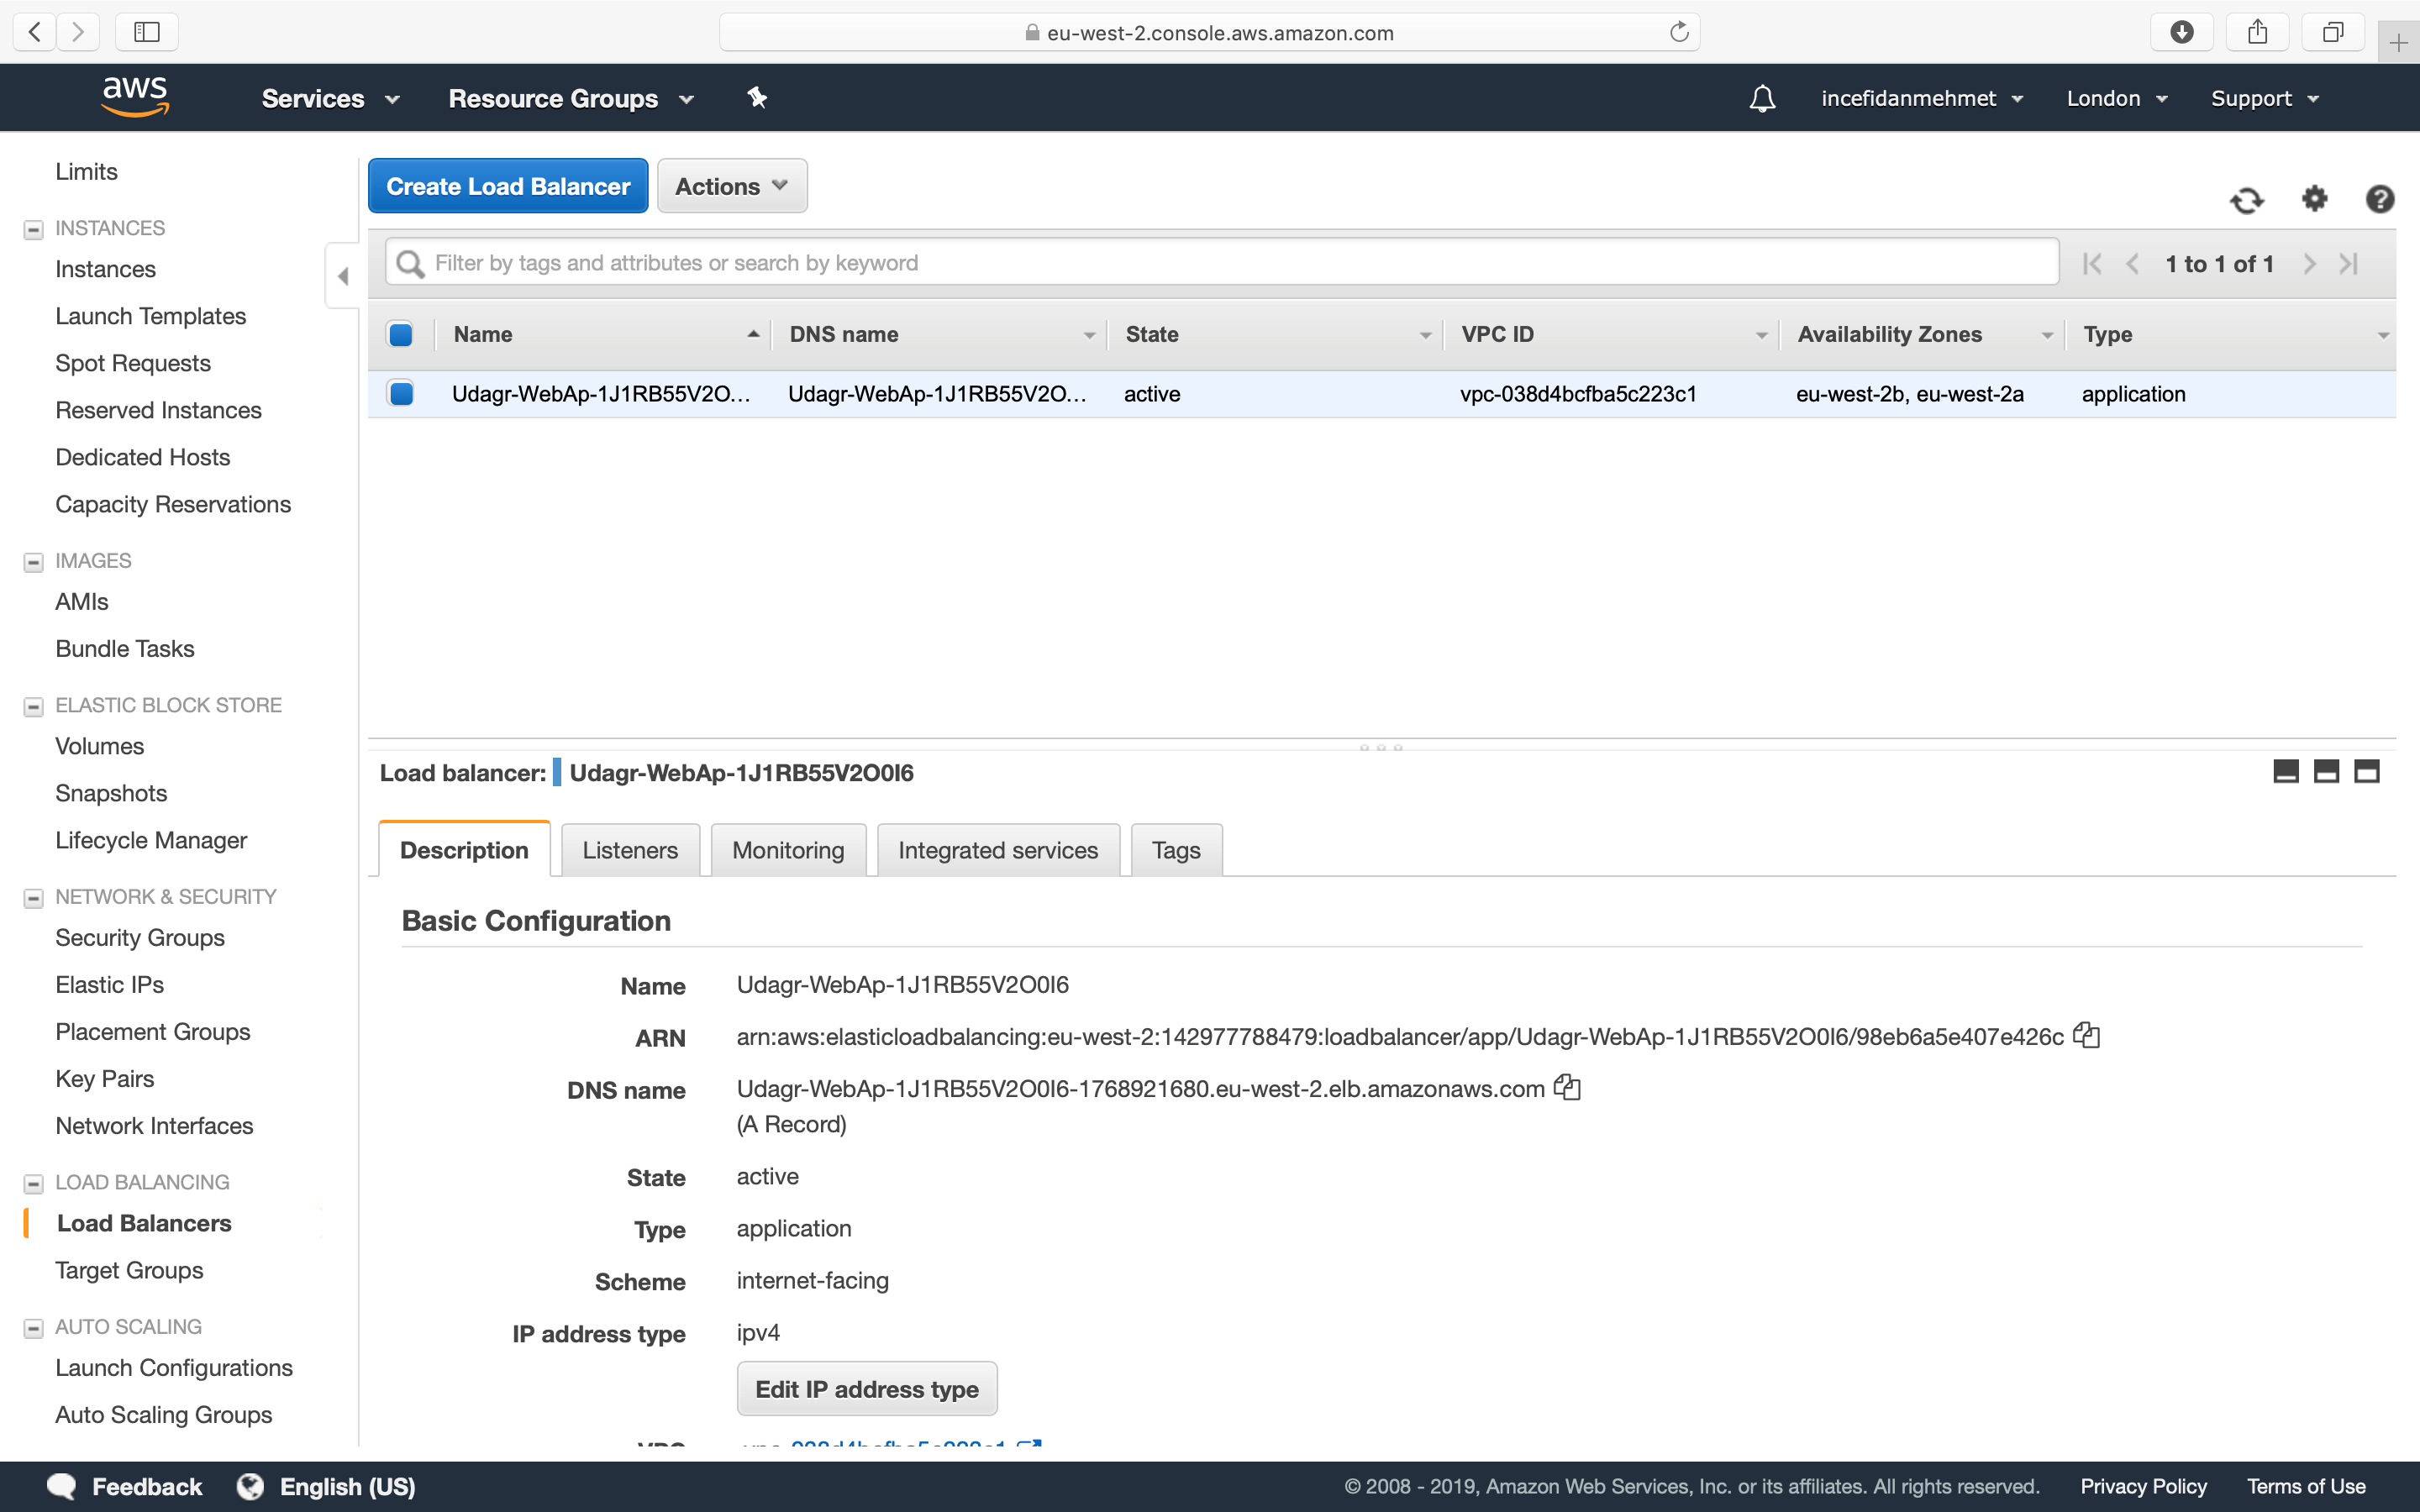 eu-west-2.console.aws.amazon.com
aws Services Resource Groups incefidanmehmet London Support
Limits
INSTANCES
Instances
Launch Templates
Spot Requests
Reserved Instances
Dedicated Hosts
Capacity Reservations
IMAGES
AMIs
Bundle Tasks
ELASTIC BLOCK STORE
Volumes
Snapshots
Lifecycle Manager
NETWORK & SECURITY
Security Groups
Elastic IPs
Placement Groups
Key Pairs
Network Interfaces
LOAD BALANCING
Load Balancers
Target Groups
AUTO SCALING
Launch Configurations
Auto Scaling Groups
Create Load Balancer Actions
Filter by tags and attributes or search by keyword 1 to 1 of 1
Name DNS name State VPC ID Availability Zones Type
Udagr-WebAp-1J1RB55V2O... Udagr-WebAp-1J1RB55V2O... active vpc-038d4bcfba5c223c1 eu-west-2b, eu-west-2a application
Load balancer: Udagr-WebAp-1J1RB55V2O0I6
Description Listeners Monitoring Integrated services Tags
Basic Configuration
Name Udagr-WebAp-1J1RB55V2O0I6
ARN arn:aws:elasticloadbalancing:eu-west-2:142977788479:loadbalancer/app/Udagr-WebAp-1J1RB55V2O0I6/98eb6a5e407e426c
DNS name Udagr-WebAp-1J1RB55V2O0I6-1768921680.eu-west-2.elb.amazonaws.com
(A Record)
State active
Type application
Scheme internet-facing
IP address type ipv4
Edit IP address type
VPC vpc-038d4bcfba5c223c1
Feedback English (US) © 2008 - 2019, Amazon Web Services, Inc. or its affiliates. All rights reserved. Privacy Policy Terms of Use